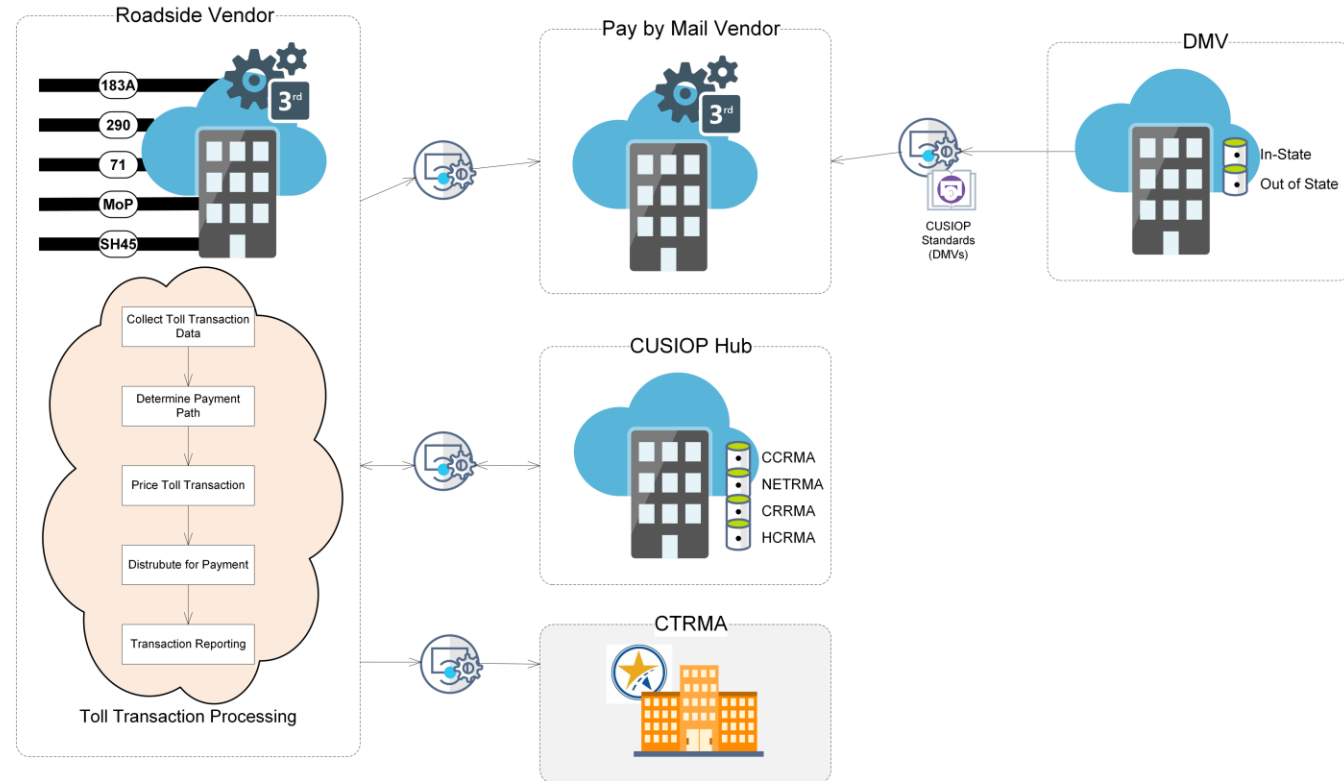 Roadside Vendor
183A
290
71
MoP
SH45
3rd
Collect Toll Transaction
Data
Determine Payment
Path
Price Toll Transaction
Distrubute for Payment
Transaction Reporting
Toll Transaction Processing
Pay by Mail Vendor
3rd
CUSIOP
Standards
(DMVs)
DMV
In-State
Out of State
CUSIOP Hub
CCRMA
NETRMA
CRRMA
HCRMA
CTRMA